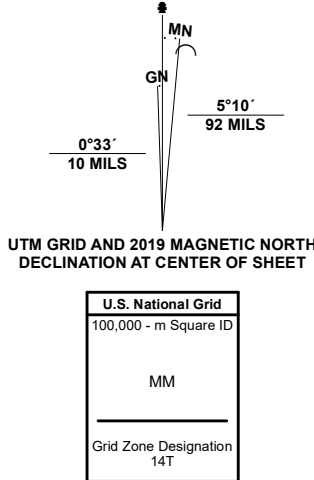 MN
GN
5°10´
92 MILS
0°33´
10 MILS
UTM GRID AND 2019 MAGNETIC NORTH
DECLINATION AT CENTER OF SHEET
U.S. National Grid
100,000 - m Square ID
MM
Grid Zone Designation
14T